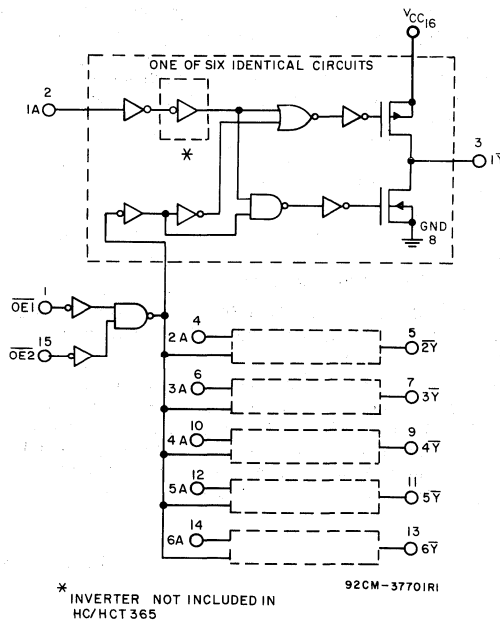 VCC16
ONE OF SIX IDENTICAL CIRCUITS
2
1A
*
3
1Y
GND
8
1
OE1
15
OE2
4
2A
5
2Y
6
3A
7
3Y
10
4A
9
4Y
12
5A
11
5Y
14
6A
13
6Y
* INVERTER NOT INCLUDED IN
HC/HCT365
92CM-37701R1